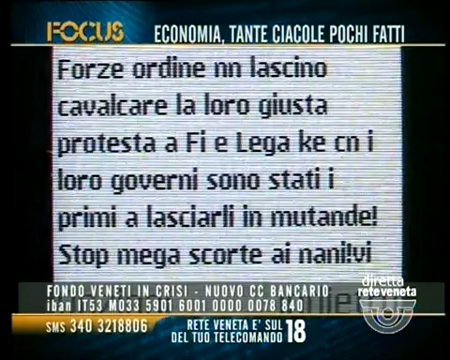 FOCUS ECONOMIA, TANTE CIACOLE POCHI FATTI
Forze ordine nn lascino
cavalcare la loro giusta
protesta a Fi e Lega ke cn i
loro governi sono stati i
primi a lasciarli in mutande!
Stop mega scorte ai nani!vi
diretta
reteveneta
FONDO VENETI IN CRISI - NUOVO CC BANCARIO
iban IT53 M033 5901 6001 0000 0078 840
SMS 340 3218806
RETE VENETA E' SUL 18
DEL TUO TELECOMANDO